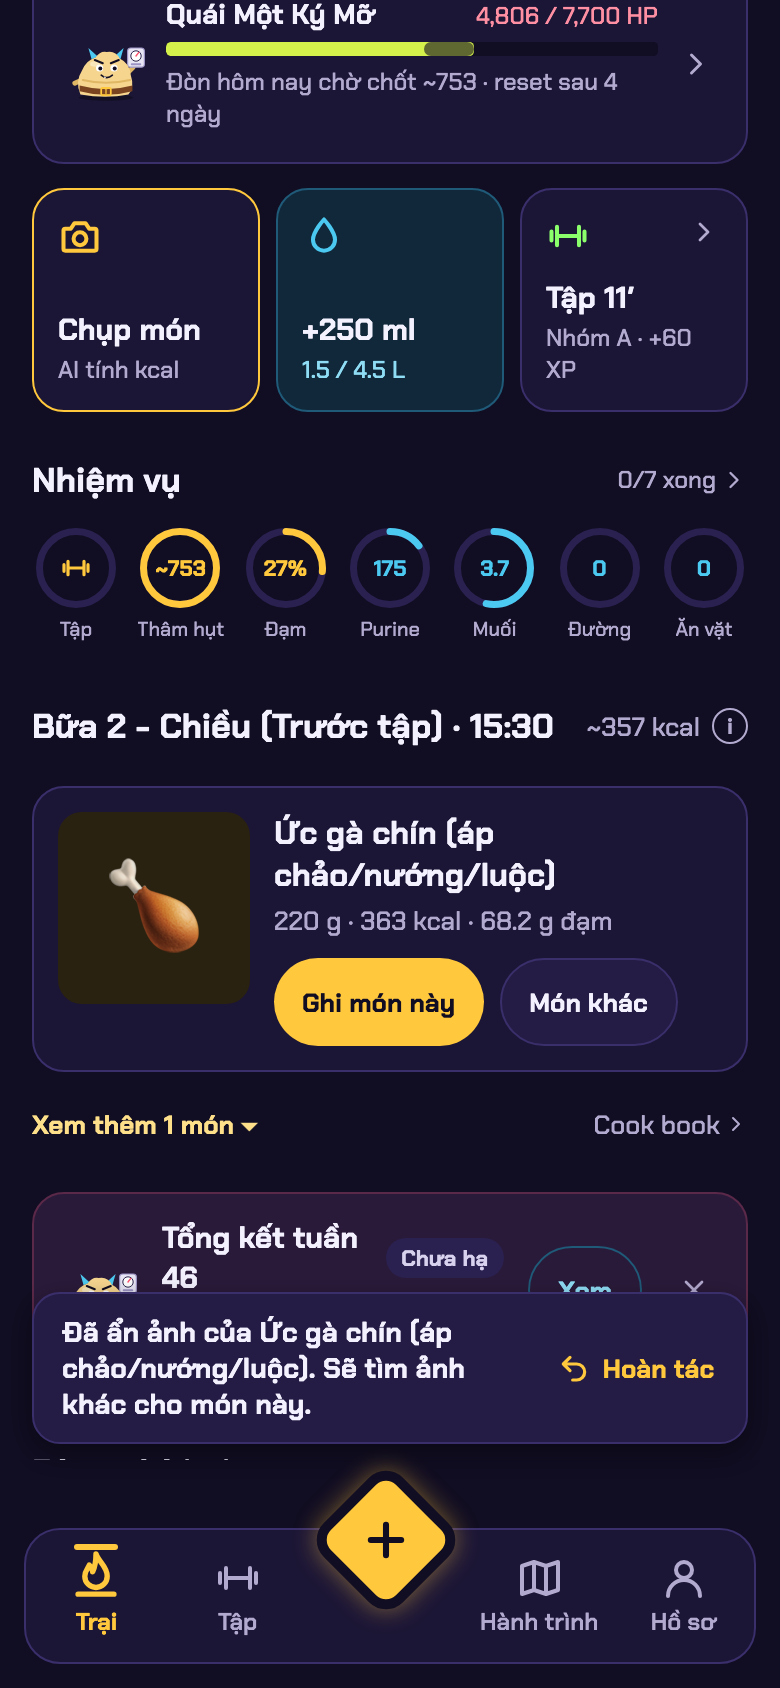 Quái Một Ký Mỡ
4,806 / 7,700 HP
Đòn hôm nay chờ chốt ~753 · reset sau 4
ngày
Chụp món
AI tính kcal
+250 ml
1.5 / 4.5 L
Tập 11′
Nhóm A · +60
XP
Nhiệm vụ
0/7 xong
~753
27%
175
3.7
0
0
Tập
Thâm hụt
Đạm
Purine
Muối
Đường
Ăn vặt
Bữa 2 - Chiều (Trước tập) · 15:30
~357 kcal
Ức gà chín (áp
chảo/nướng/luộc)
220 g · 363 kcal · 68.2 g đạm
Ghi món này
Món khác
Xem thêm 1 món
Cook book
Tổng kết tuần
46
Chưa hạ
Xem
Đã ẩn ảnh của Ức gà chín (áp
chảo/nướng/luộc). Sẽ tìm ảnh
khác cho món này.
Hoàn tác
Trại
Tập
Hành trình
Hồ sơ